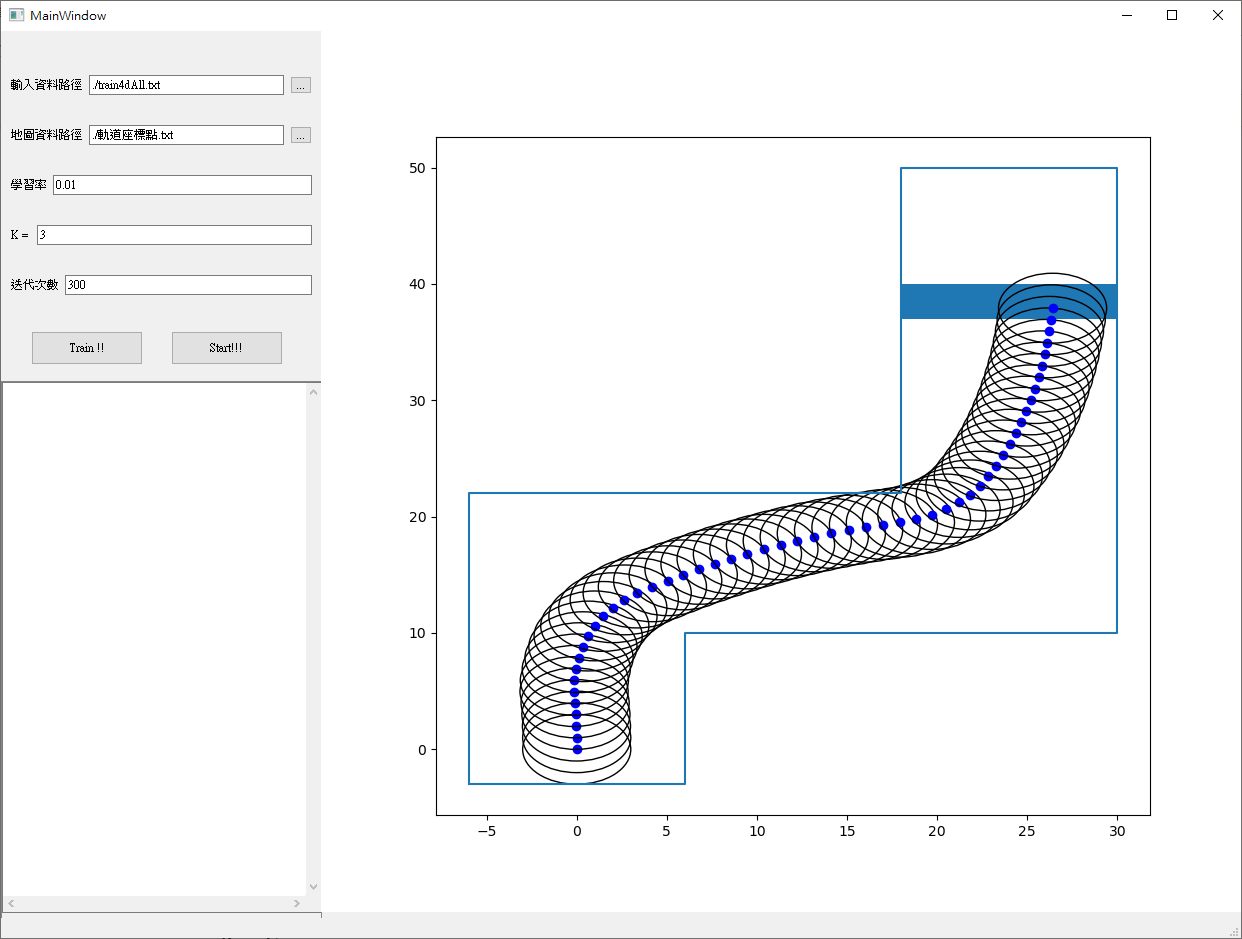 MainWindow
輸入資料路徑 ./train4dAll.txt ...
地圖資料路徑 ./軌道座標點.txt ...
學習率 0.01
K = 3
迭代次數 300
Train !! Start!!!
50
40
30
20
10
0
−5 0 5 10 15 20 25 30